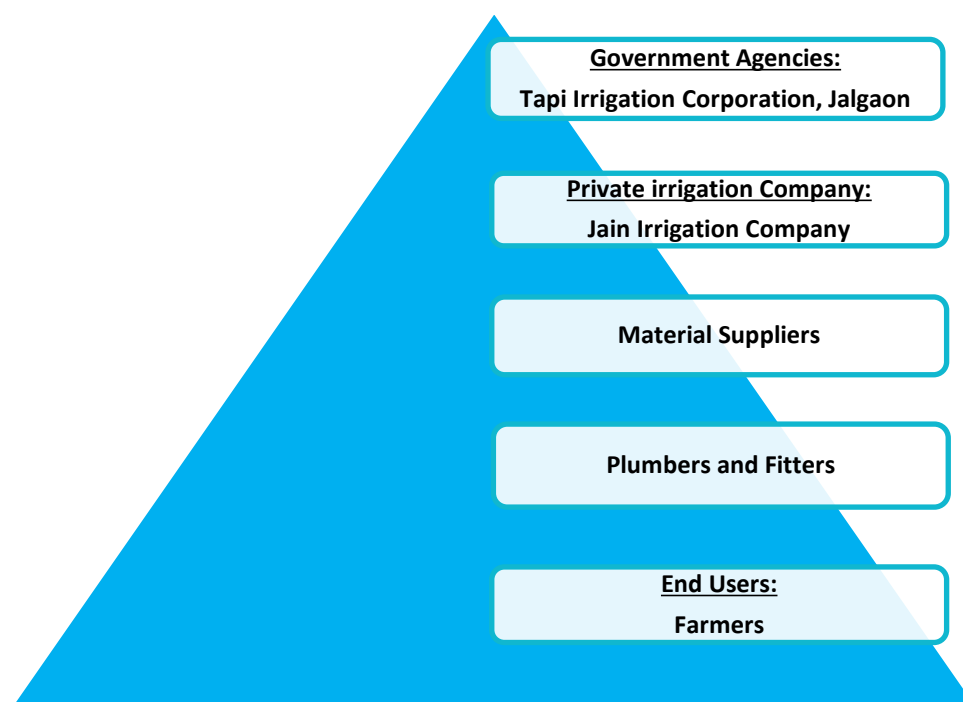 Government Agencies:
Tapi Irrigation Corporation, Jalgaon
Private irrigation Company:
Jain Irrigation Company
Material Suppliers
Plumbers and Fitters
End Users:
Farmers